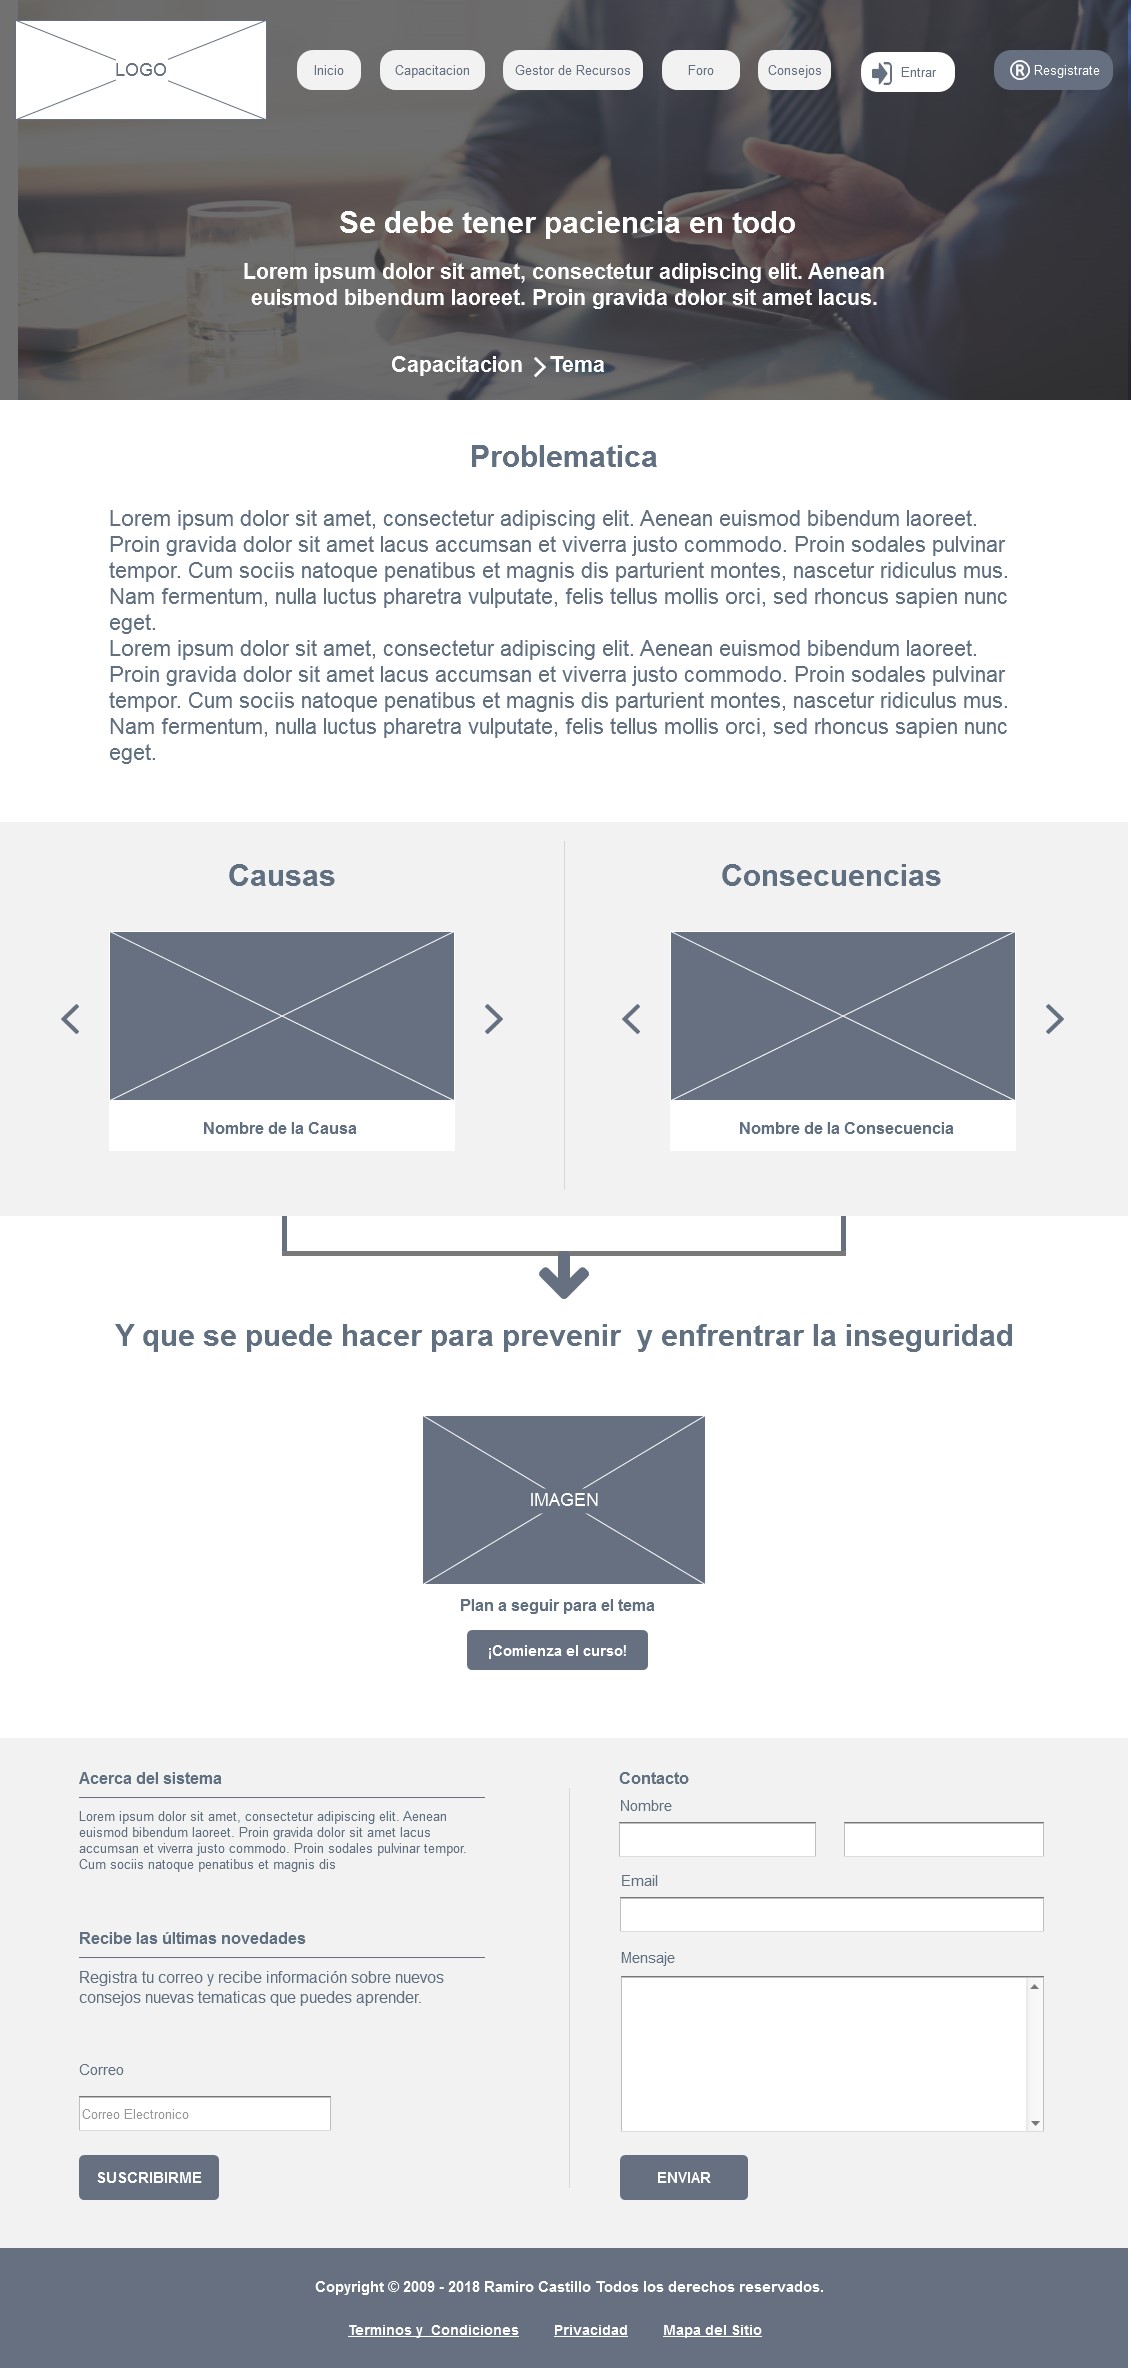 LOGO
Inicio
Capacitacion
Gestor de Recursos
Foro
Consejos
Entrar
® Resgistrate
Se debe tener paciencia en todo
Lorem ipsum dolor sit amet, consectetur adipiscing elit. Aenean
euismod bibendum laoreet. Proin gravida dolor sit amet lacus.
Capacitacion
Tema
Problematica
Lorem ipsum dolor sit amet, consectetur adipiscing elit. Aenean euismod bibendum laoreet.
Proin gravida dolor sit amet lacus accumsan et viverra justo commodo. Proin sodales pulvinar
tempor. Cum sociis natoque penatibus et magnis dis parturient montes, nascetur ridiculus mus.
Nam fermentum, nulla luctus pharetra vulputate, felis tellus mollis orci, sed rhoncus sapien nunc
eget.
Lorem ipsum dolor sit amet, consectetur adipiscing elit. Aenean euismod bibendum laoreet.
Proin gravida dolor sit amet lacus accumsan et viverra justo commodo. Proin sodales pulvinar
tempor. Cum sociis natoque penatibus et magnis dis parturient montes, nascetur ridiculus mus.
Nam fermentum, nulla luctus pharetra vulputate, felis tellus mollis orci, sed rhoncus sapien nunc
eget.
Causas
Nombre de la Causa
Consecuencias
Nombre de la Consecuencia
Y que se puede hacer para prevenir y enfrentrar la inseguridad
IMAGEN
Plan a seguir para el tema
¡Comienza el curso!
Acerca del sistema
Lorem ipsum dolor sit amet, consectetur adipiscing elit. Aenean
euismod bibendum laoreet. Proin gravida dolor sit amet lacus
accumsan et viverra justo commodo. Proin sodales pulvinar tempor.
Cum sociis natoque penatibus et magnis dis
Recibe las últimas novedades
Registra tu correo y recibe información sobre nuevos
consejos nuevas tematicas que puedes aprender.
Correo
Correo Electronico
SUSCRIBIRME
Contacto
Nombre
Email
Mensaje
ENVIAR
Copyright © 2009 - 2018 Ramiro Castillo Todos los derechos reservados.
Terminos y Condiciones
Privacidad
Mapa del Sitio